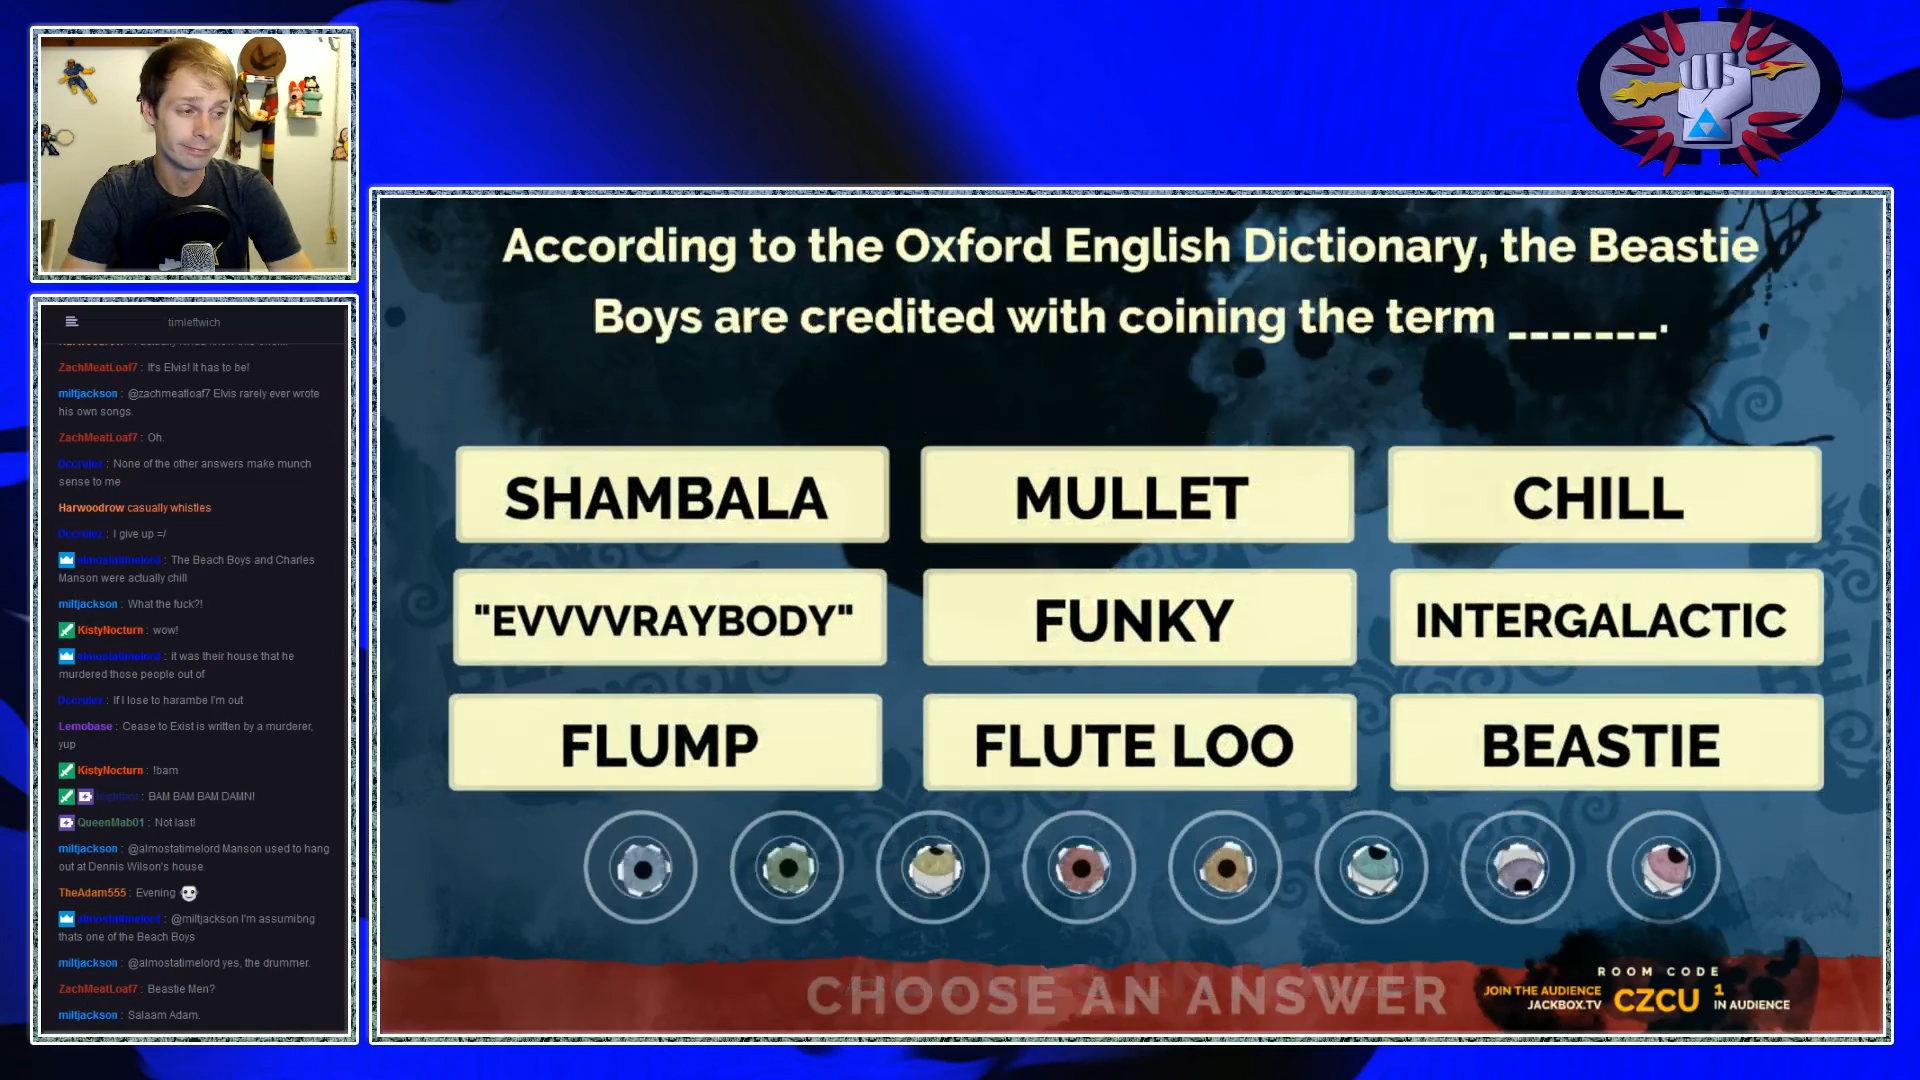 timleftwich
ZachMeatLoaf7 : It's Elvis! It has to be!
miltjackson : @zachmeatloaf7 Elvis rarely ever wrote
his own songs.
ZachMeatLoaf7 : Oh.
: None of the other answers make munch
sense to me
Harwoodrow casually whistles
: I give up =/
almostatimelord : The Beach Boys and Charles
Manson were actually chill
miltjackson : What the fuck?!
KistyNocturn : wow!
almostatimelord : it was their house that he
murdered those people out of
: If I lose to harambe I'm out
Lemobase : Cease to Exist is written by a murderer,
yup
KistyNocturn : !bam
: BAM BAM BAM DAMN!
QueenMab01 : Not last!
miltjackson : @almostatimelord Manson used to hang
out at Dennis Wilson's house.
TheAdam555 : Evening
almostatimelord : @miltjackson I'm assumibng
thats one of the Beach Boys
miltjackson : @almostatimelord yes, the drummer.
ZachMeatLoaf7 : Beastie Men?
miltjackson : Salaam Adam.
According to the Oxford English Dictionary, the Beastie
Boys are credited with coining the term _______.
SHAMBALA
MULLET
CHILL
"EVVVVRAYBODY"
FUNKY
INTERGALACTIC
FLUMP
FLUTE LOO
BEASTIE
CHOOSE AN ANSWER
ROOM CODE
JOIN THE AUDIENCE
JACKBOX.TV
CZCU
1
IN AUDIENCE